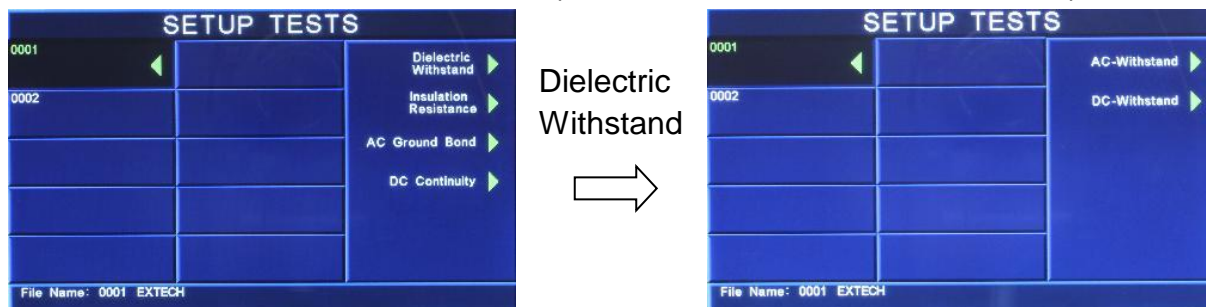 SETUP TESTS
0001
0002
Dielectric
Withstand
Insulation
Resistance
AC Ground Bond
DC Continuity
File Name: 0001 EXTECH
Dielectric
Withstand
SETUP TESTS
0001
0002
AC-Withstand
DC-Withstand
File Name: 0001 EXTECH